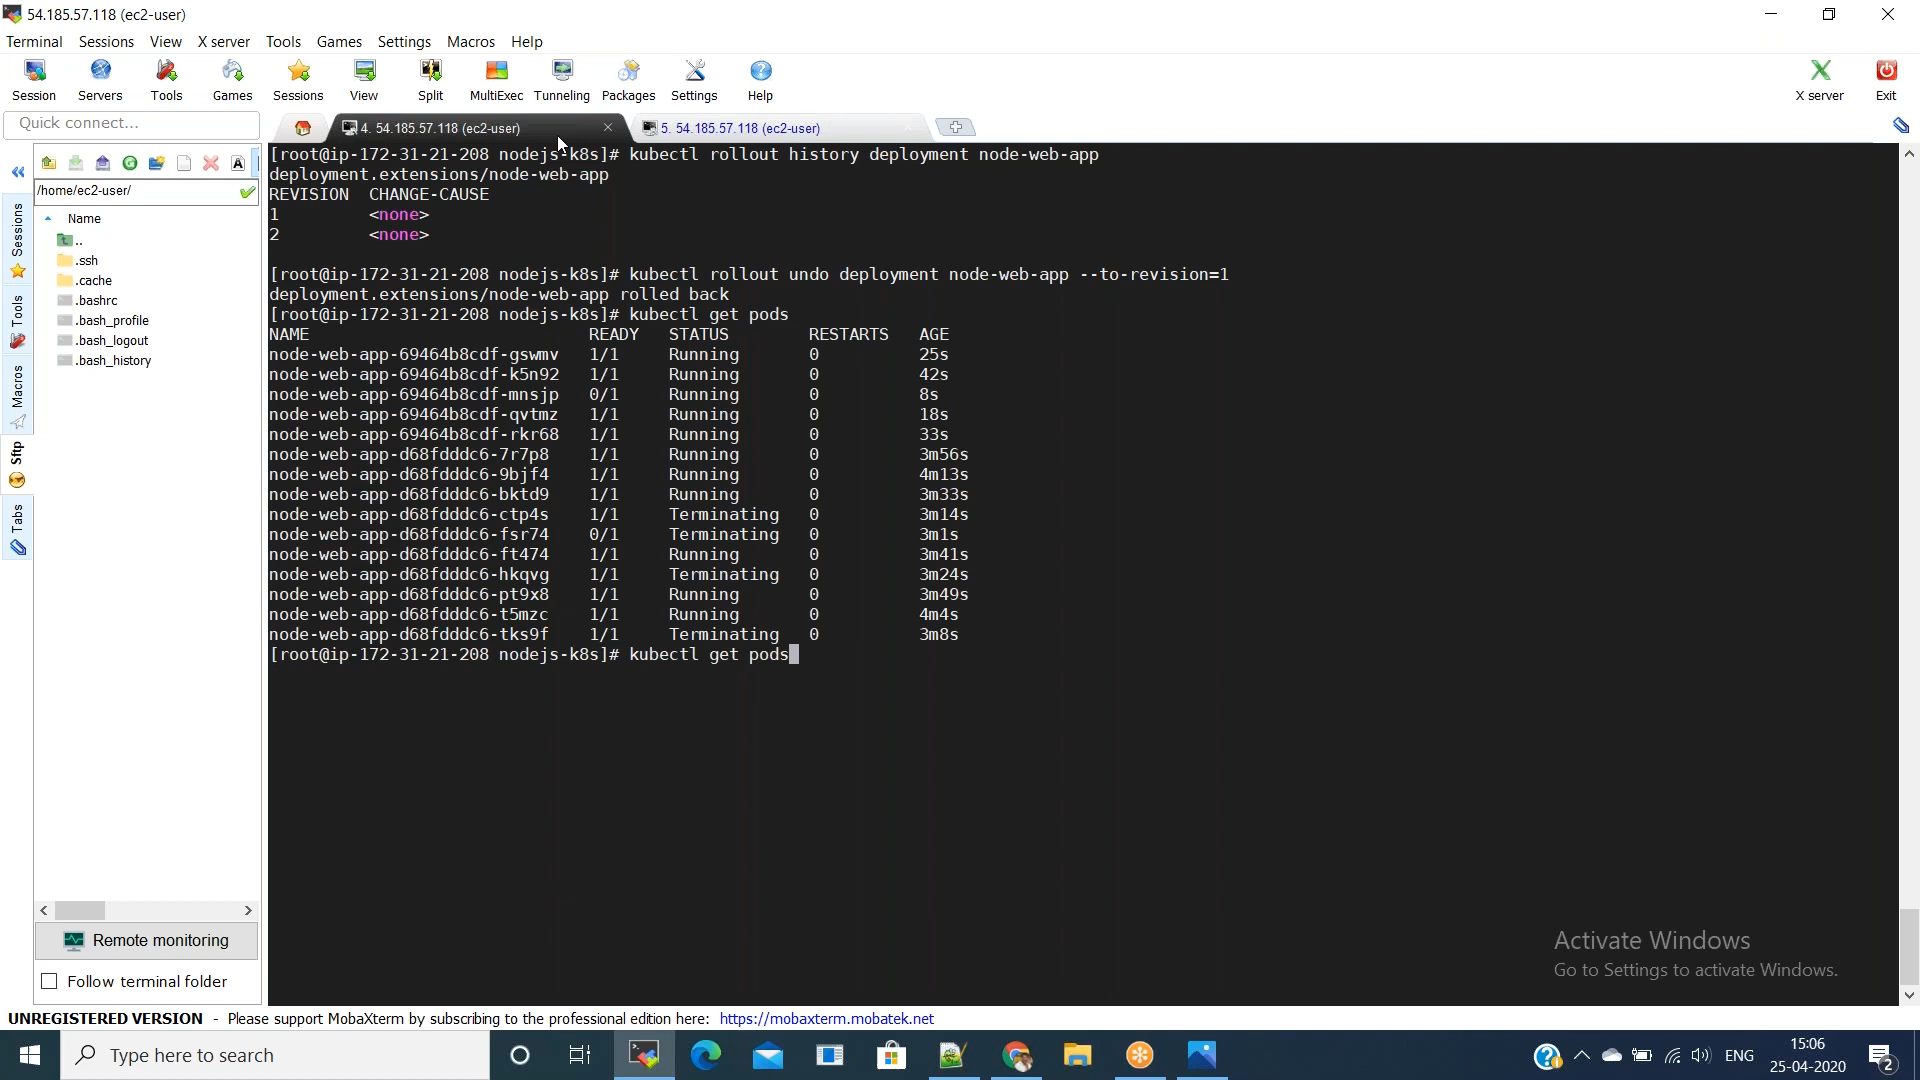 54.185.57.118 (ec2-user)
Terminal Sessions View X server Tools Games Settings Macros Help
Session Servers Tools Games Sessions View Split MultiExec Tunneling Packages Settings Help X server Exit
Quick connect...
4. 54.185.57.118 (ec2-user)
5. 54.185.57.118 (ec2-user)
/home/ec2-user/
Name
..
.ssh
.cache
.bashrc
.bash_profile
.bash_logout
.bash_history
Sessions
Tools
Macros
Sftp
Tabs
Remote monitoring
Follow terminal folder
[root@ip-172-31-21-208 nodejs-k8s]# kubectl rollout history deployment node-web-app
deployment.extensions/node-web-app
REVISION CHANGE-CAUSE
1 <none>
2 <none>
[root@ip-172-31-21-208 nodejs-k8s]# kubectl rollout undo deployment node-web-app --to-revision=1
deployment.extensions/node-web-app rolled back
[root@ip-172-31-21-208 nodejs-k8s]# kubectl get pods
NAME READY STATUS RESTARTS AGE
node-web-app-69464b8cdf-gswmv 1/1 Running 0 25s
node-web-app-69464b8cdf-k5n92 1/1 Running 0 42s
node-web-app-69464b8cdf-mnsjp 0/1 Running 0 8s
node-web-app-69464b8cdf-qvtmz 1/1 Running 0 18s
node-web-app-69464b8cdf-rkr68 1/1 Running 0 33s
node-web-app-d68fdddc6-7r7p8 1/1 Running 0 3m56s
node-web-app-d68fdddc6-9bjf4 1/1 Running 0 4m13s
node-web-app-d68fdddc6-bktd9 1/1 Running 0 3m33s
node-web-app-d68fdddc6-ctp4s 1/1 Terminating 0 3m14s
node-web-app-d68fdddc6-fsr74 0/1 Terminating 0 3m1s
node-web-app-d68fdddc6-ft474 1/1 Running 0 3m41s
node-web-app-d68fdddc6-hkqvg 1/1 Terminating 0 3m24s
node-web-app-d68fdddc6-pt9x8 1/1 Running 0 3m49s
node-web-app-d68fdddc6-t5mzc 1/1 Running 0 4m4s
node-web-app-d68fdddc6-tks9f 1/1 Terminating 0 3m8s
[root@ip-172-31-21-208 nodejs-k8s]# kubectl get pods
Activate Windows
Go to Settings to activate Windows.
UNREGISTERED VERSION - Please support MobaXterm by subscribing to the professional edition here: https://mobaxterm.mobatek.net
Type here to search
ENG
15:06
25-04-2020
2